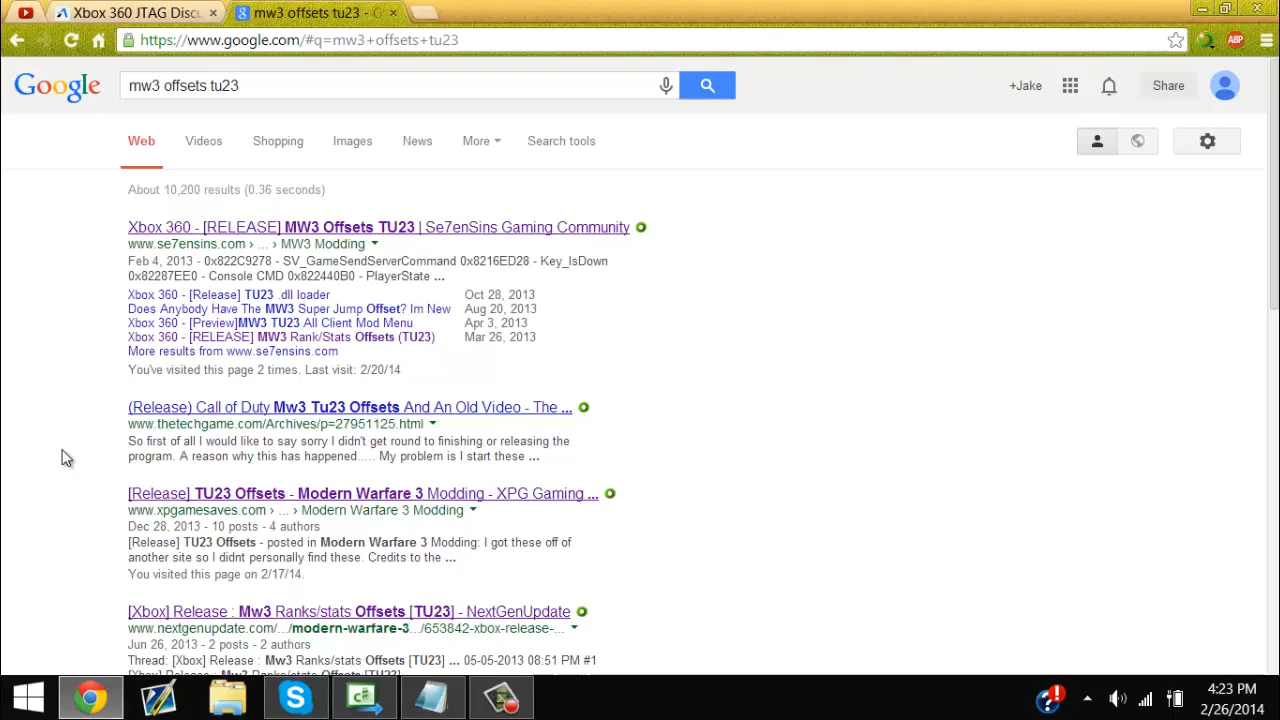 Xbox 360 JTAG Discu
mw3 offsets tu23 - G
https://www.google.com/#q=mw3+offsets+tu23
ABP
Google
mw3 offsets tu23
+Jake
Share
Web Videos Shopping Images News More Search tools
About 10,200 results (0.36 seconds)
Xbox 360 - [RELEASE] MW3 Offsets TU23 | Se7enSins Gaming Community
www.se7ensins.com › ... › MW3 Modding
Feb 4, 2013 - 0x822C9278 - SV_GameSendServerCommand 0x8216ED28 - Key_IsDown
0x82287EE0 - Console CMD 0x822440B0 - PlayerState ...
Xbox 360 - [Release] TU23 .dll loader Oct 28, 2013
Does Anybody Have The MW3 Super Jump Offset? Im New Aug 20, 2013
Xbox 360 - [Preview]MW3 TU23 All Client Mod Menu Apr 3, 2013
Xbox 360 - [RELEASE] MW3 Rank/Stats Offsets (TU23) Mar 26, 2013
More results from www.se7ensins.com
You've visited this page 2 times. Last visit: 2/20/14
(Release) Call of Duty Mw3 Tu23 Offsets And An Old Video - The ...
www.thetechgame.com/Archives/p=27951125.html
So first of all I would like to say sorry I didn't get round to finishing or releasing the
program. A reason why this has happened..... My problem is I start these ...
[Release] TU23 Offsets - Modern Warfare 3 Modding - XPG Gaming ...
www.xpgamesaves.com › ... › Modern Warfare 3 Modding
Dec 28, 2013 - 10 posts - 4 authors
[Release] TU23 Offsets - posted in Modern Warfare 3 Modding: I got these off of
another site so I didnt personally find these. Credits to the ...
You visited this page on 2/17/14.
[Xbox] Release : Mw3 Ranks/stats Offsets [TU23] - NextGenUpdate
www.nextgenupdate.com/.../modern-warfare-3.../653842-xbox-release-...
Jun 26, 2013 - 2 posts - 2 authors
Thread: [Xbox] Release : Mw3 Ranks/stats Offsets [TU23] ... 05-05-2013 08:51 PM #1
[Xbox] Release : Mw3 Ranks/stats Offsets [TU23]
4:23 PM
2/26/2014